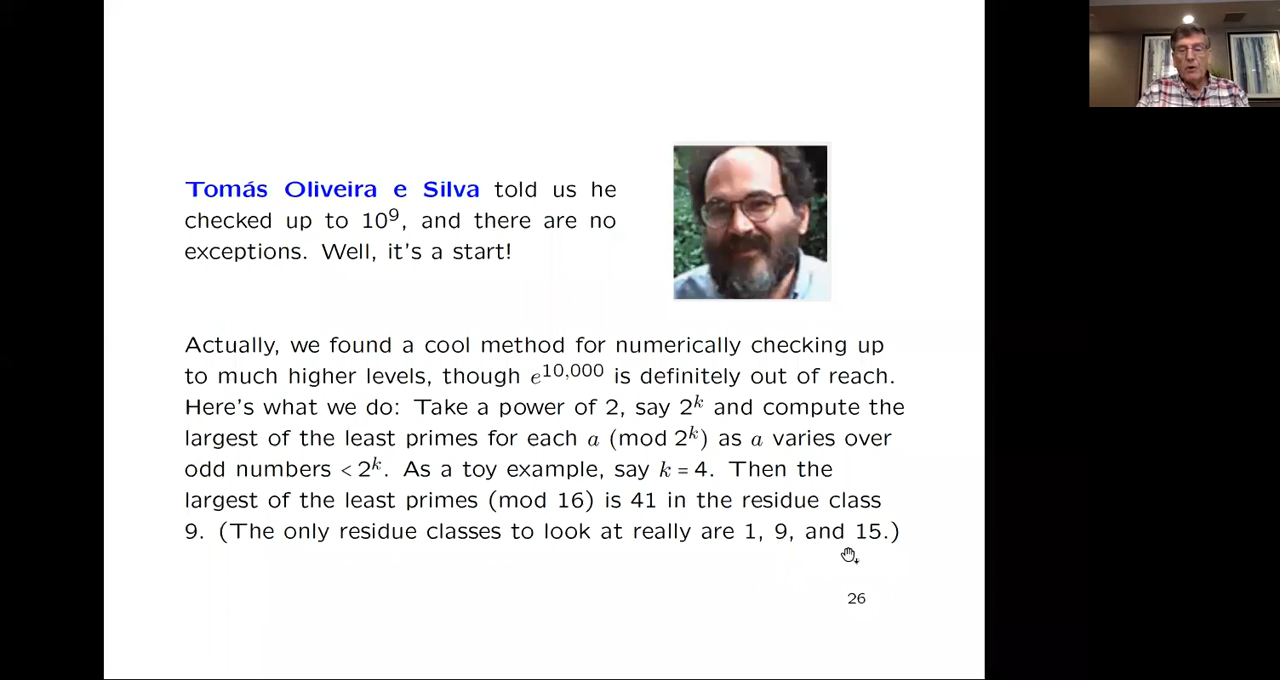 Tomás Oliveira e Silva told us he
checked up to 10⁹, and there are no
exceptions. Well, it's a start!
Actually, we found a cool method for numerically checking up
to much higher levels, though e¹⁰,⁰⁰⁰ is definitely out of reach.
Here's what we do: Take a power of 2, say 2ᵏ and compute the
largest of the least primes for each a (mod 2ᵏ) as a varies over
odd numbers < 2ᵏ. As a toy example, say k = 4. Then the
largest of the least primes (mod 16) is 41 in the residue class
9. (The only residue classes to look at really are 1, 9, and 15.)
26